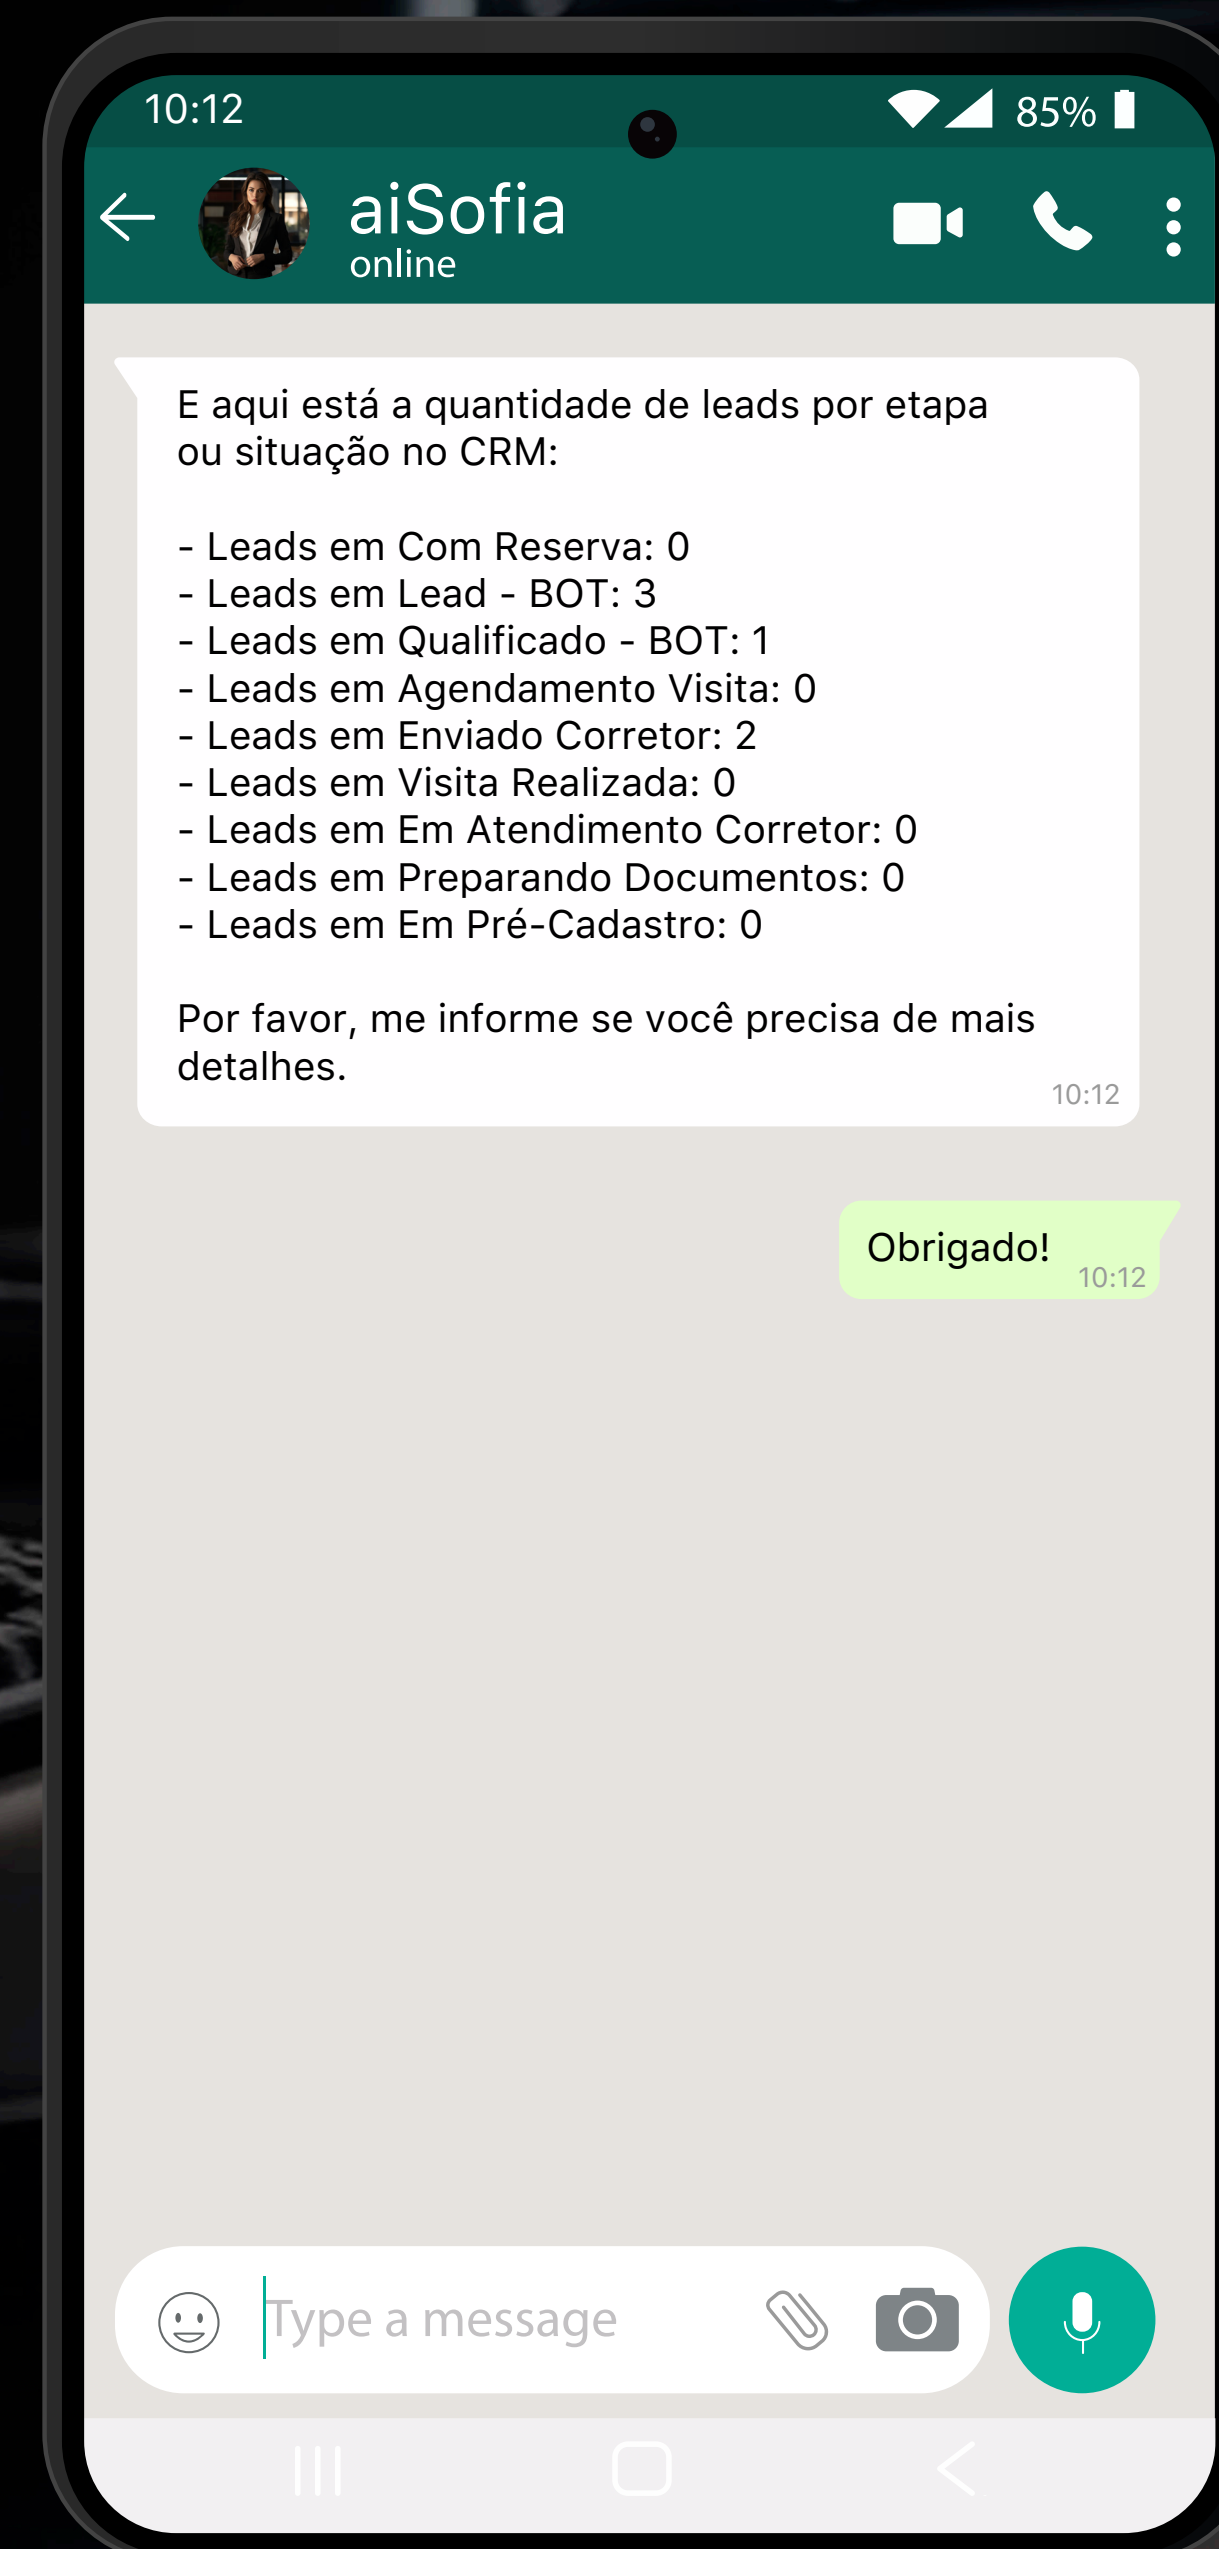 10:12
85%
aiSofia
online
E aqui está a quantidade de leads por etapa
ou situação no CRM:
- Leads em Com Reserva: 0
- Leads em Lead - BOT: 3
- Leads em Qualificado - BOT: 1
- Leads em Agendamento Visita: 0
- Leads em Enviado Corretor: 2
- Leads em Visita Realizada: 0
- Leads em Em Atendimento Corretor: 0
- Leads em Preparando Documentos: 0
- Leads em Em Pré-Cadastro: 0
Por favor, me informe se você precisa de mais
detalhes.
10:12
Obrigado!
10:12
Type a message